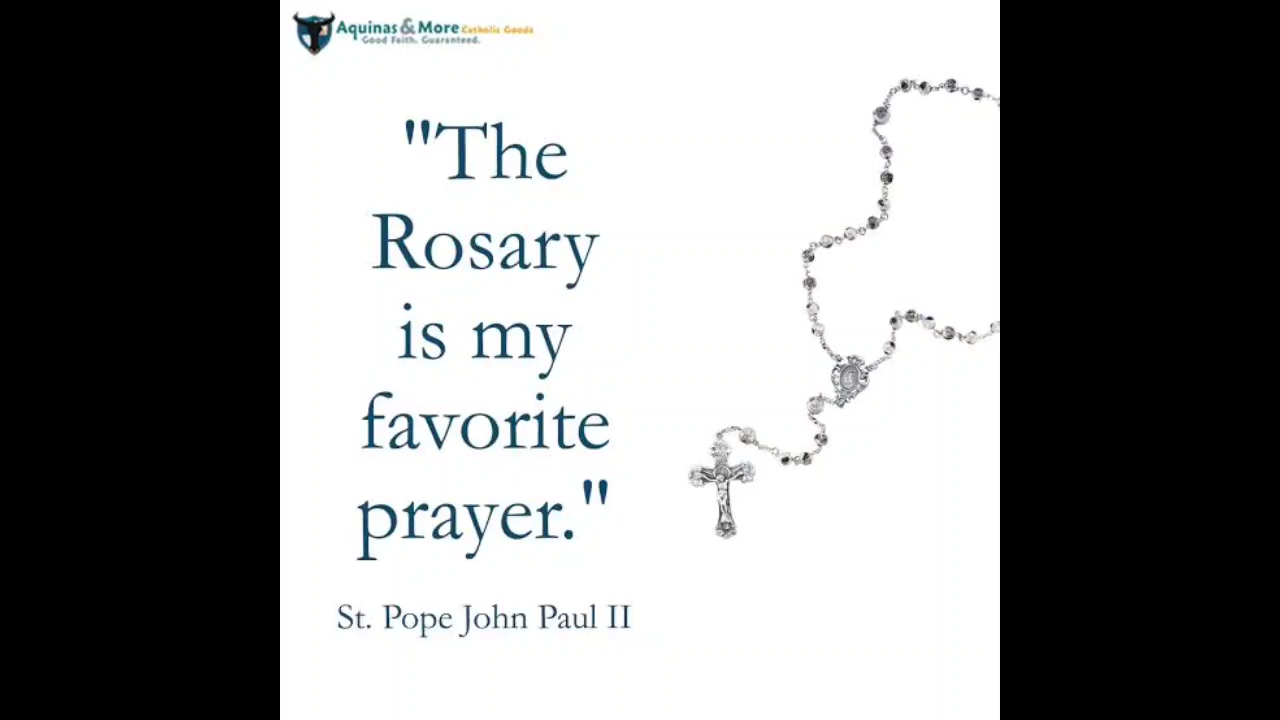 Aquinas & More Catholic Goods
Good Faith. Guaranteed.
"The
Rosary
is my
favorite
prayer."
St. Pope John Paul II